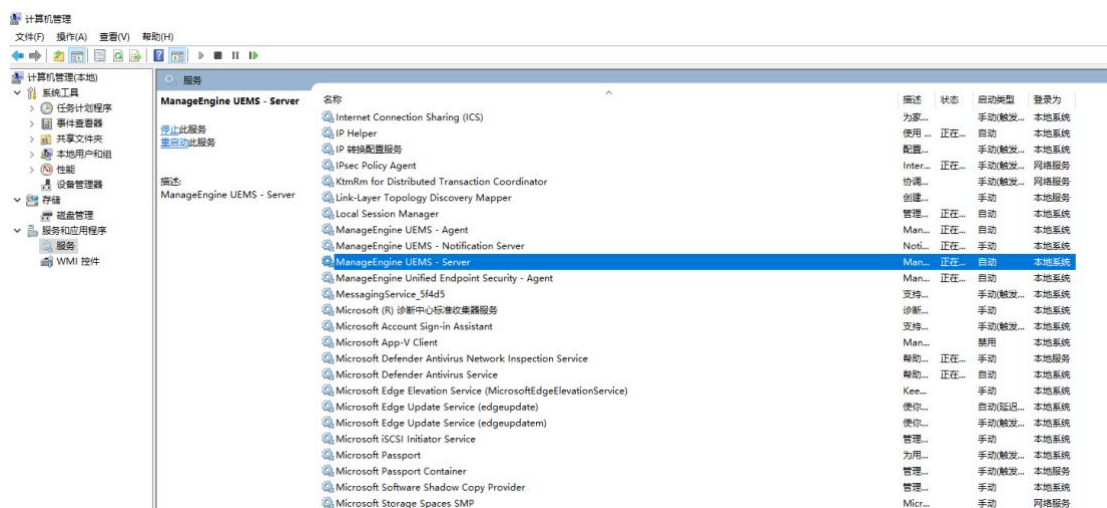 计算机管理
文件(F) 操作(A) 查看(V) 帮助(H)
计算机管理(本地)
系统工具
任务计划程序
事件查看器
共享文件夹
本地用户和组
性能
设备管理器
存储
磁盘管理
服务和应用程序
服务
WMI 控件
服务
ManageEngine UEMS - Server
停止此服务
重启动此服务
描述:
ManageEngine UEMS - Server
名称 描述 状态 启动类型 登录为
Internet Connection Sharing (ICS) 为家... 手动(触发... 本地系统
IP Helper 使用 ... 正在... 自动 本地系统
IP 转换配置服务 配置... 手动(触发... 本地系统
IPsec Policy Agent Inter... 正在... 手动(触发... 网络服务
KtmRm for Distributed Transaction Coordinator 协调... 手动(触发... 网络服务
Link-Layer Topology Discovery Mapper 创建... 手动 本地服务
Local Session Manager 管理... 正在... 自动 本地系统
ManageEngine UEMS - Agent Man... 正在... 自动 本地系统
ManageEngine UEMS - Notification Server Noti... 正在... 手动 本地系统
ManageEngine UEMS - Server Man... 正在... 自动 本地系统
ManageEngine Unified Endpoint Security - Agent Man... 正在... 自动 本地系统
MessagingService_5f4d5 支持... 手动(触发... 本地系统
Microsoft (R) 诊断中心标准收集器服务 诊断... 手动 本地系统
Microsoft Account Sign-in Assistant 支持... 手动(触发... 本地系统
Microsoft App-V Client Man... 禁用 本地系统
Microsoft Defender Antivirus Network Inspection Service 帮助... 正在... 手动 本地服务
Microsoft Defender Antivirus Service 帮助... 正在... 自动 本地系统
Microsoft Edge Elevation Service (MicrosoftEdgeElevationService) Kee... 手动 本地系统
Microsoft Edge Update Service (edgeupdate) 使你... 自动(延迟... 本地系统
Microsoft Edge Update Service (edgeupdatem) 使你... 手动(触发... 本地系统
Microsoft iSCSI Initiator Service 管理... 手动 本地系统
Microsoft Passport 为用... 手动(触发... 本地系统
Microsoft Passport Container 管理... 手动(触发... 本地服务
Microsoft Software Shadow Copy Provider 管理... 手动 本地系统
Microsoft Storage Spaces SMP Micr... 手动 网络服务